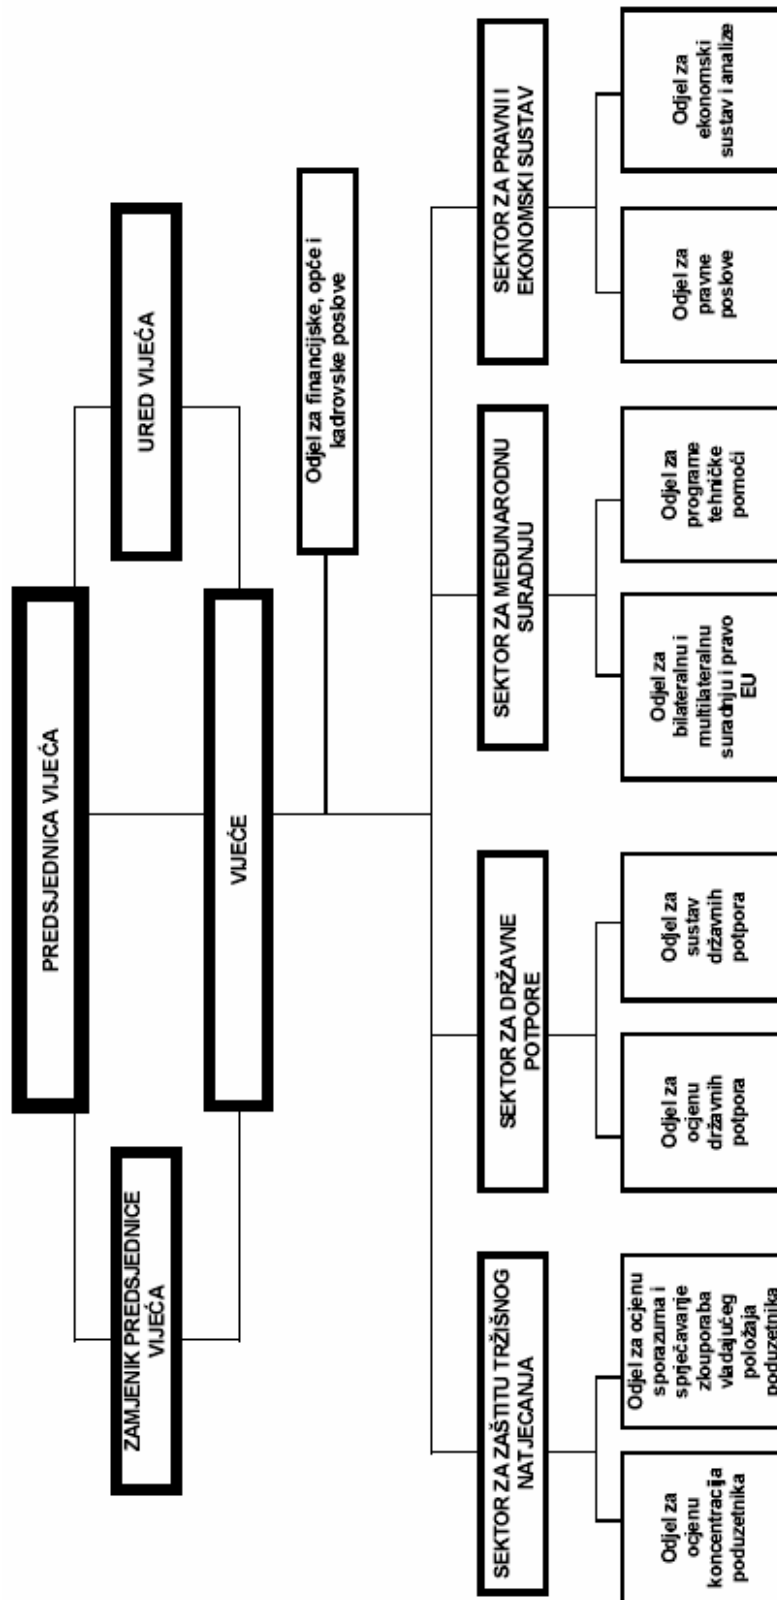 PREDSJEDNICA VIJEĆA
ZAMJENIK PREDSJEDNICE
VIJEĆA
URED VIJEĆA
VIJEĆE
Odjel za financijske, opće i
kadrovske poslove
SEKTOR ZA ZAŠTITU TRŽIŠNOG
NATJECANJA
SEKTOR ZA DRŽAVNE
POTPORE
SEKTOR ZA MEĐUNARODNU
SURADNJU
SEKTOR ZA PRAVNI I
EKONOMSKI SUSTAV
Odjel za
ocjenu
koncentracija
poduzetnika
Odjel za ocjenu
sporazuma i
sprječavanje
zlouporaba
vladajućeg
položaja
poduzetnika
Odjel za
ocjenu
državnih
potpora
Odjel za
sustav
državnih
potpora
Odjel za
bilateralnu i
multilateralnu
suradnju i pravo
EU
Odjel za
programe
tehničke
pomoći
Odjel za
pravne
poslove
Odjel za
ekonomski
sustav i analize